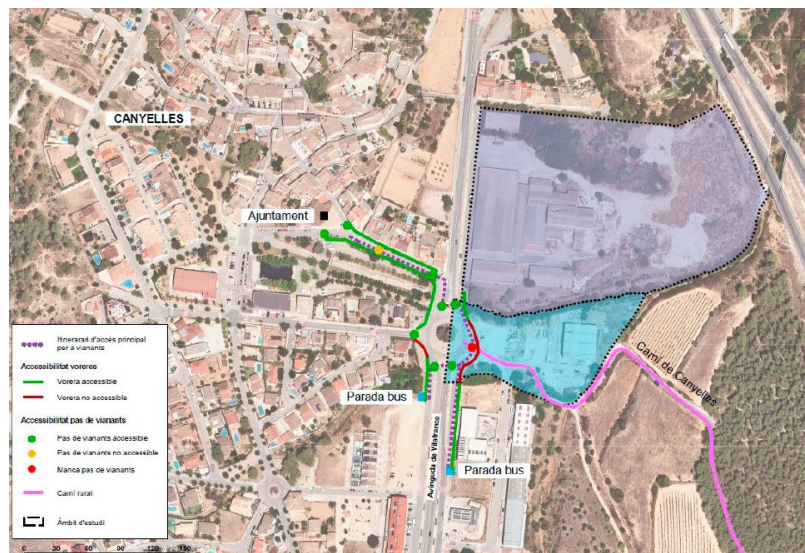 CANYELLES
Ajuntament
Camí de Canyelles
Parada bus
Avinguda de Vilafranca
Parada bus
Itinerarari d'accés principal
per a vianants
Accessibilitat voreres
Vorera accessible
Vorera no accessible
Accessibilitat pas de vianants
Pas de vianants accessible
Pas de vianants no accessible
Manca pas de vianants
Camí rural
Àmbit d'estudi
0 30 60 90 120 150